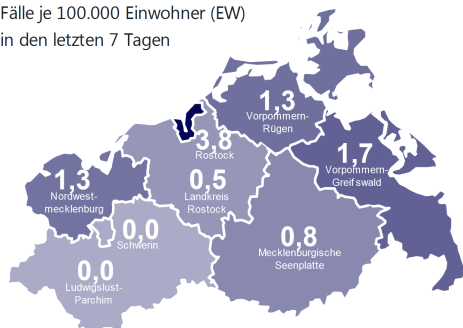 Fälle je 100.000 Einwohner (EW)
in den letzten 7 Tagen
1,3
Vorpommern-
Rügen
3,8
Rostock
1,7
Vorpommern-
Greifswald
1,3
Nordwest-
mecklenburg
0,5
Landkreis
Rostock
0,0
Schwerin
0,8
Mecklenburgische
Seenplatte
0,0
Ludwigslust-
Parchim